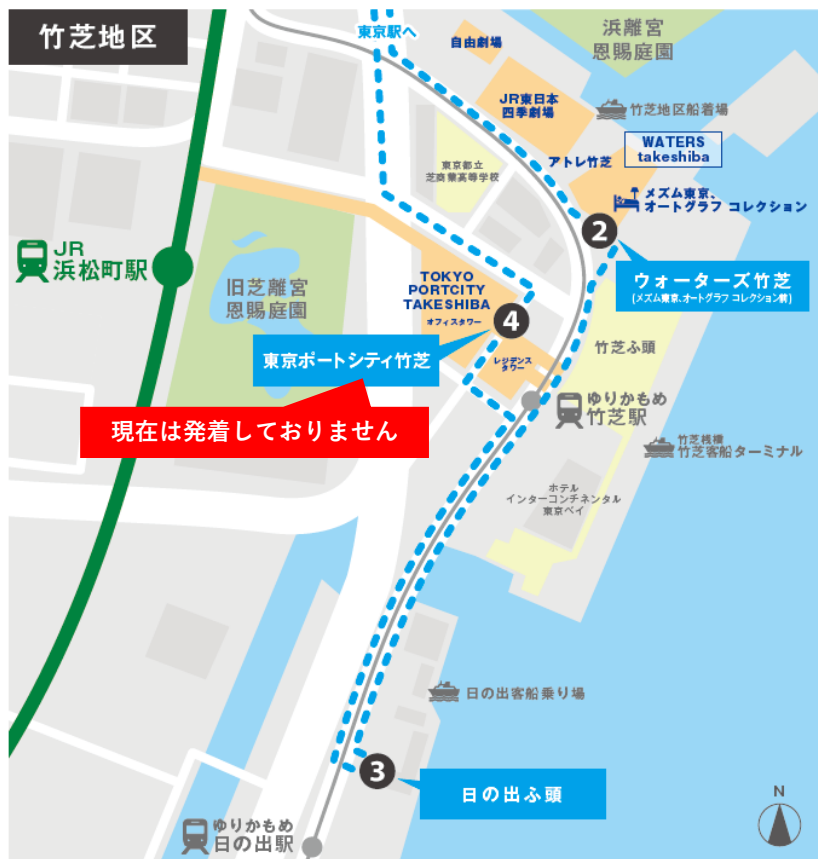 竹芝地区
東京駅へ
自由劇場
浜離宮
恩賜庭園
JR東日本
四季劇場
竹芝地区船着場
WATERS
takeshiba
アトレ竹芝
東京都立
芝商業高等学校
メズム東京、
オートグラフ コレクション
2
JR
浜松町駅
旧芝離宮
恩賜庭園
TOKYO
PORTCITY
TAKESHIBA
オフィスタワー
4
ウォーターズ竹芝
(メズム東京、オートグラフ コレクション前)
東京ポートシティ竹芝
レジデンス
タワー
竹芝ふ頭
現在は発着しておりません
ゆりかもめ
竹芝駅
竹芝桟橋
竹芝客船ターミナル
ホテル
インターコンチネンタル
東京ベイ
日の出客船乗り場
3
日の出ふ頭
ゆりかもめ
日の出駅
N